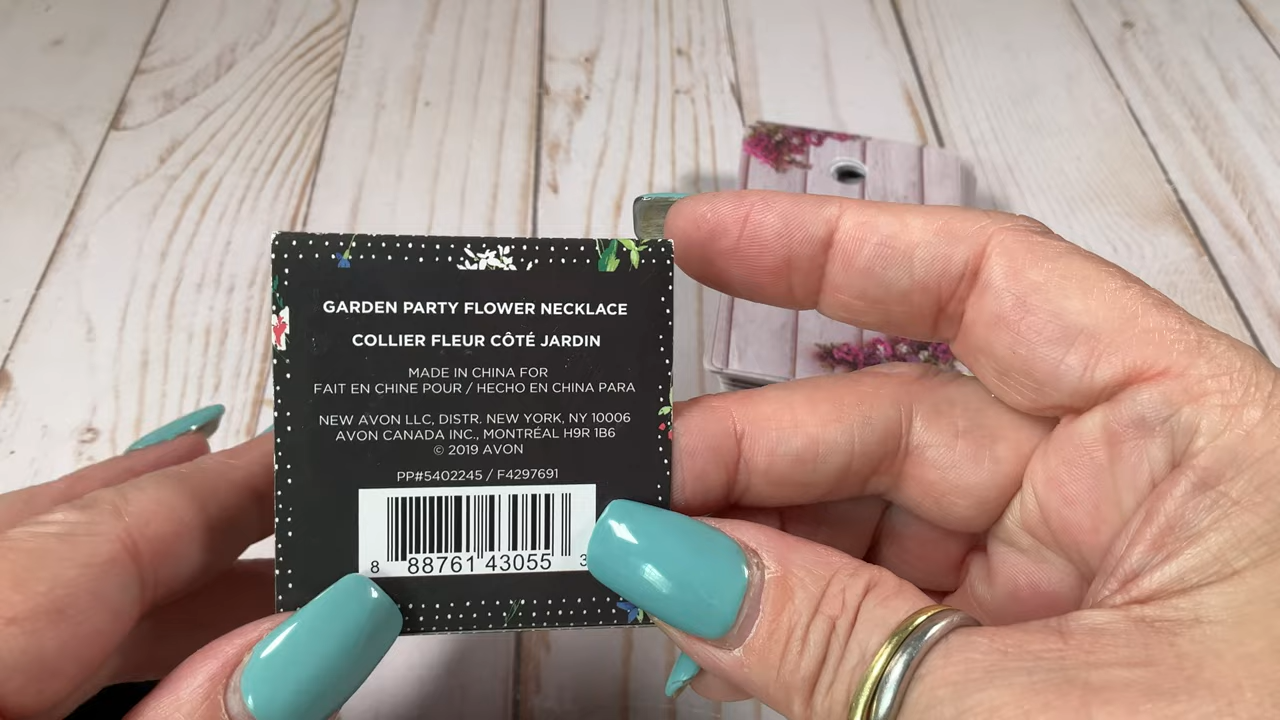 GARDEN PARTY FLOWER NECKLACE
COLLIER FLEUR CÔTÉ JARDIN
MADE IN CHINA FOR
FAIT EN CHINE POUR / HECHO EN CHINA PARA
NEW AVON LLC, DISTR. NEW YORK, NY 10006
AVON CANADA INC., MONTRÉAL H9R 1B6
© 2019 AVON
PP#5402245 / F4297691
8 88761 43055 3